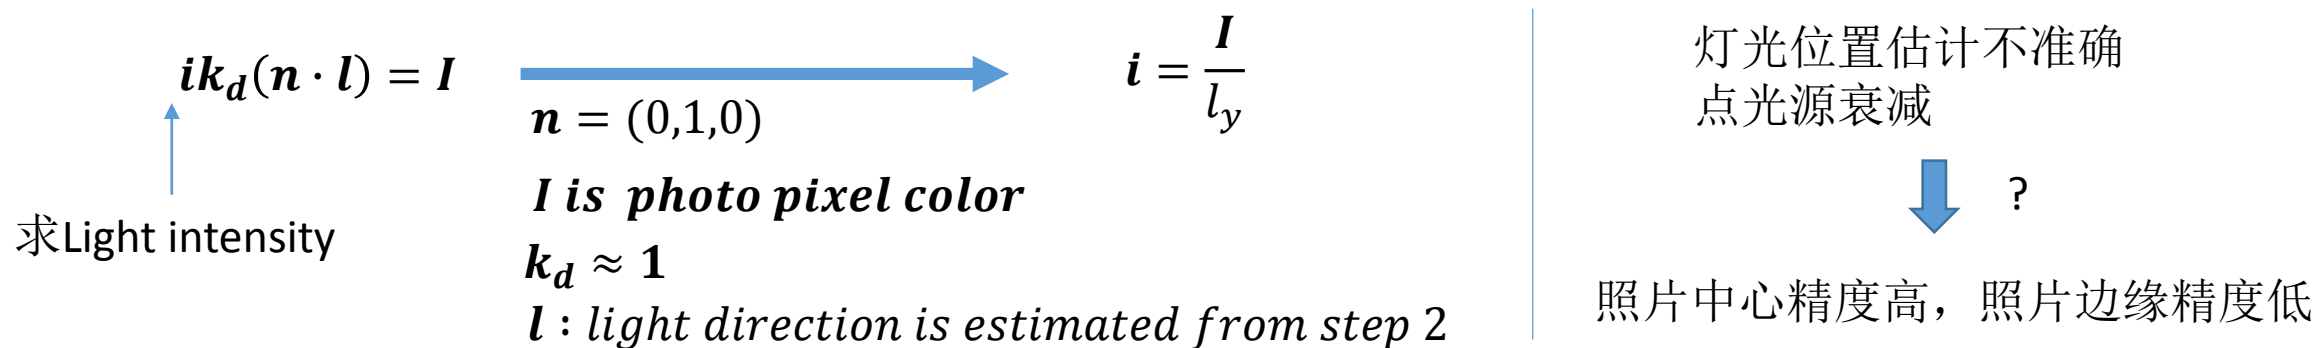 ik_d(n · l) = I
求Light intensity
n = (0,1,0)
I is photo pixel color
k_d ≈ 1
l : light direction is estimated from step 2
i = I / l_y
灯光位置估计不准确
点光源衰减
?
照片中心精度高，照片边缘精度低